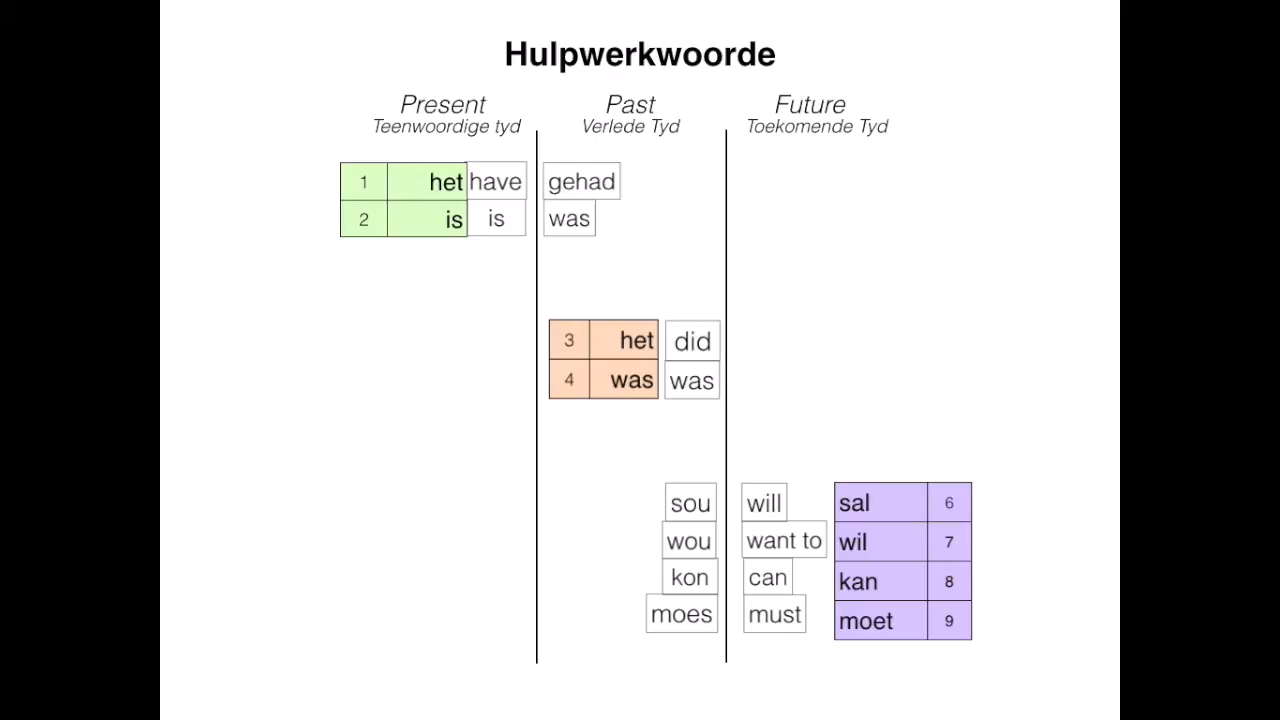 Hulpwerkwoorde
Present Past Future
Teenwoordige tyd Verlede Tyd Toekomende Tyd
1 het have gehad
2 is is was
3 het did
4 was was
sou will sal 6
wou want to wil 7
kon can kan 8
moes must moet 9